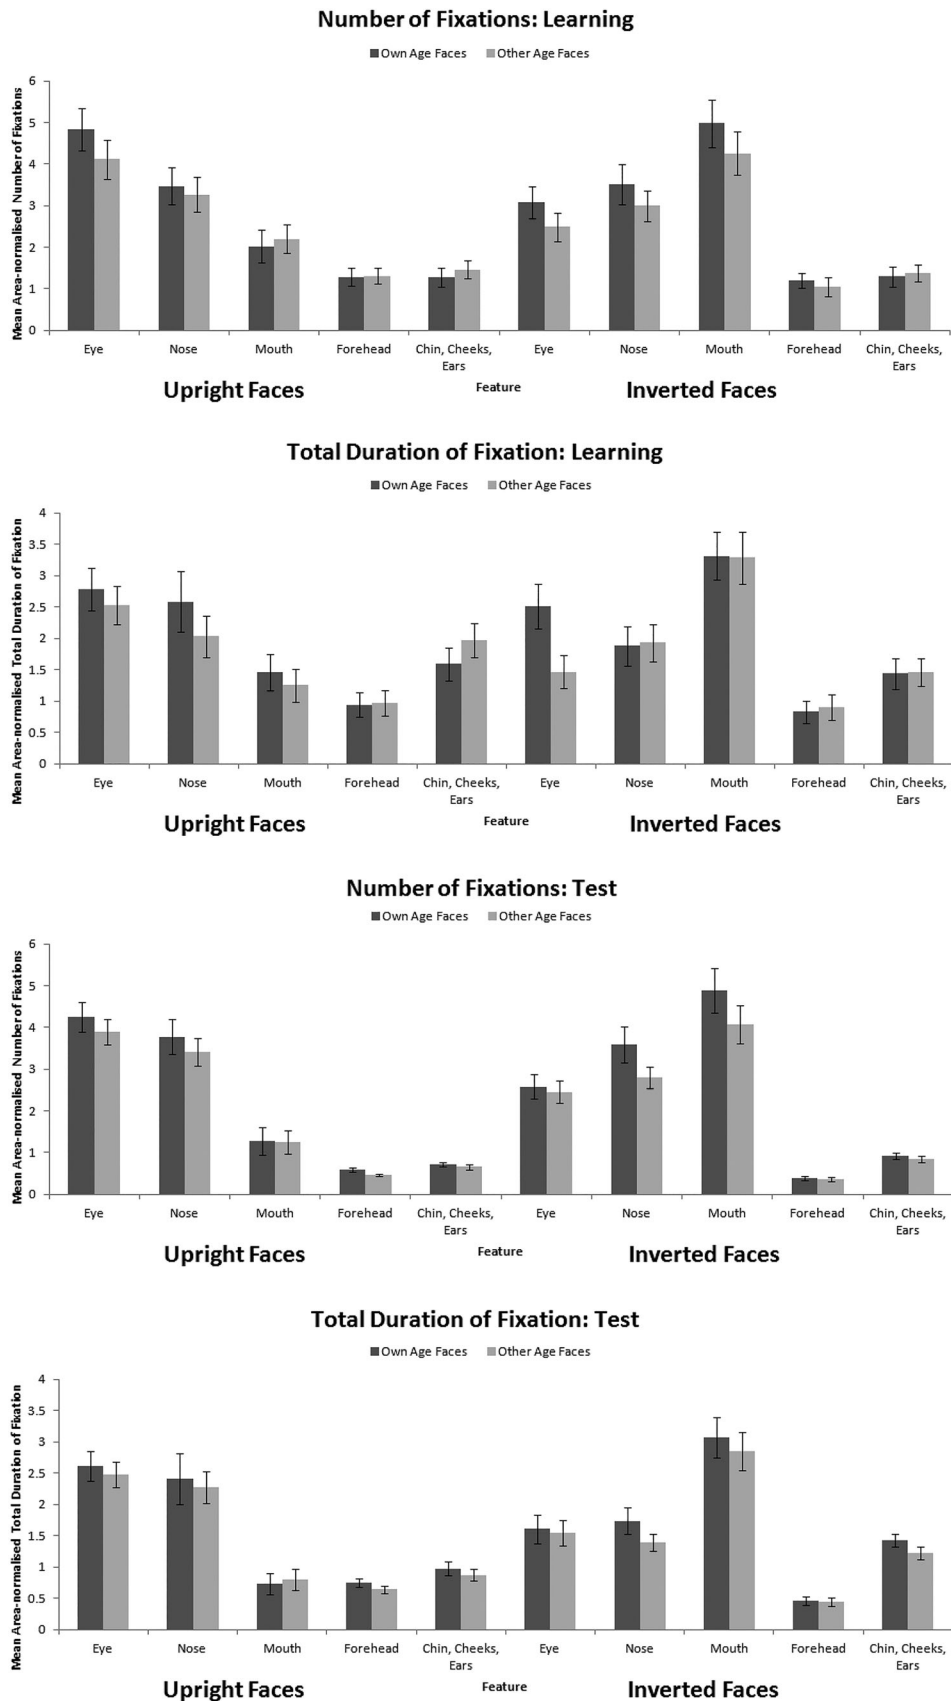 Number of Fixations: Learning
Own Age Faces Other Age Faces
Mean Area-normalised Number of Fixations
6
5
4
3
2
1
0
Eye Nose Mouth Forehead Chin, Cheeks, Eye Nose Mouth Forehead Chin, Cheeks,
Ears Ears
Upright Faces Feature Inverted Faces
Total Duration of Fixation: Learning
Own Age Faces Other Age Faces
Mean Area-normalised Total Duration of Fixation
4
3.5
3
2.5
2
1.5
1
0.5
0
Eye Nose Mouth Forehead Chin, Cheeks, Eye Nose Mouth Forehead Chin, Cheeks,
Ears Ears
Upright Faces Feature Inverted Faces
Number of Fixations: Test
Own Age Faces Other Age Faces
Mean Area-normalised Number of Fixations
6
5
4
3
2
1
0
Eye Nose Mouth Forehead Chin, Cheeks, Eye Nose Mouth Forehead Chin, Cheeks,
Ears Ears
Upright Faces Feature Inverted Faces
Total Duration of Fixation: Test
Own Age Faces Other Age Faces
Mean Area-normalised Total Duration of Fixation
4
3.5
3
2.5
2
1.5
1
0.5
0
Eye Nose Mouth Forehead Chin, Cheeks, Eye Nose Mouth Forehead Chin, Cheeks,
Ears Ears
Upright Faces Feature Inverted Faces